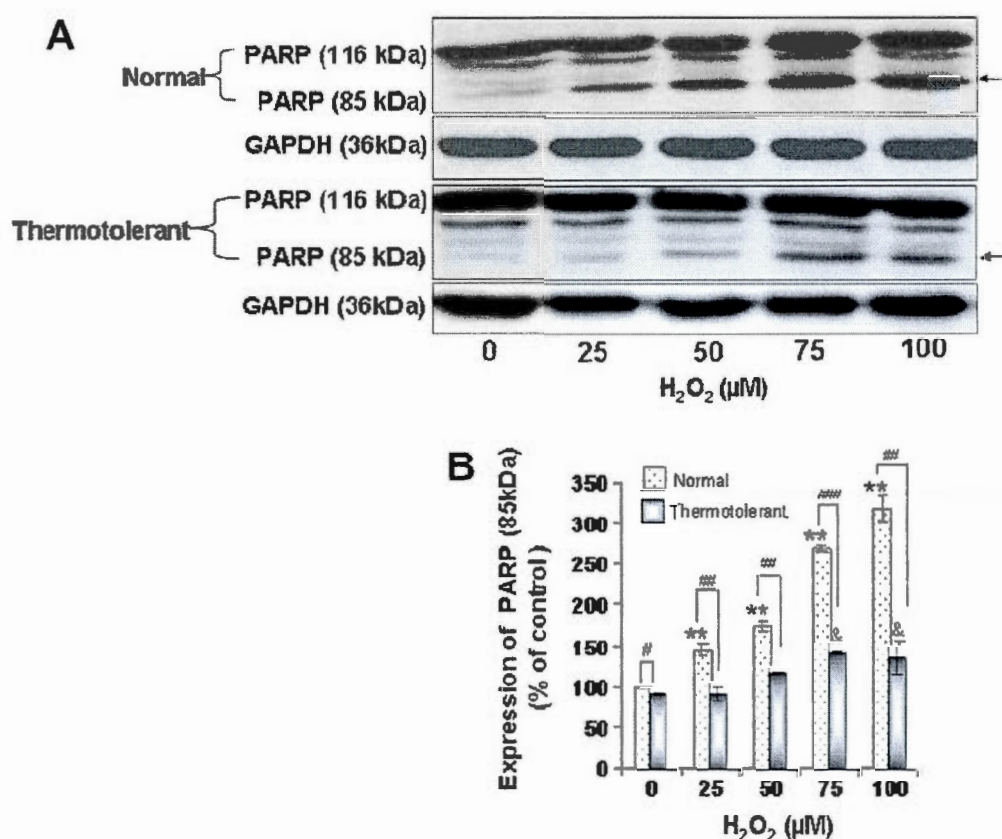 A
Normal
PARP (116 kDa)
PARP (85 kDa)
GAPDH (36kDa)
Thermotolerant
PARP (116 kDa)
PARP (85 kDa)
GAPDH (36kDa)
0 25 50 75 100
H₂O₂ (µM)
B
Expression of PARP (85kDa)
(% of control)
350
300
250
200
150
100
50
0
Normal
Thermotolerant
#
** ##
** ##
** ### &
** ## &
0 25 50 75 100
H₂O₂ (µM)